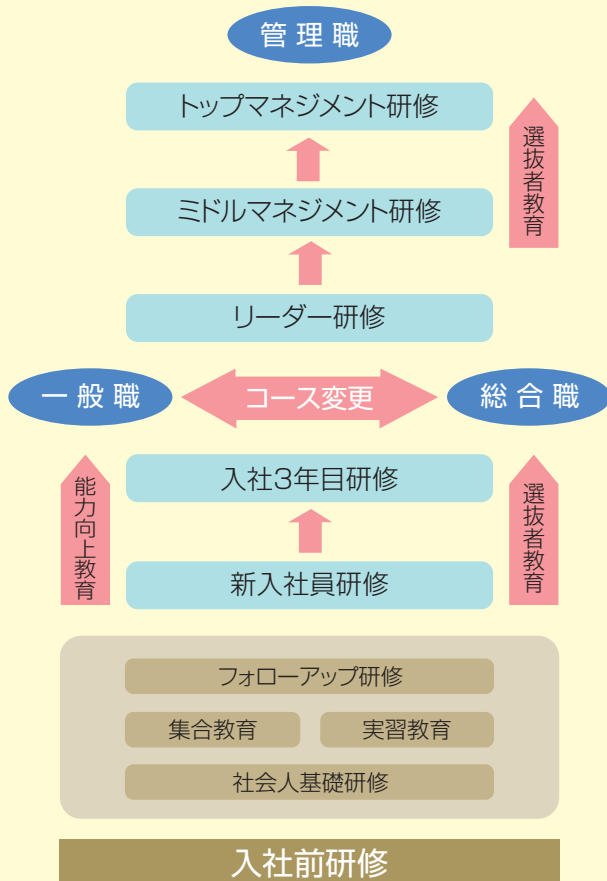 管理職
トップマネジメント研修
選抜者教育
ミドルマネジメント研修
リーダー研修
一般職
コース変更
総合職
能力向上教育
入社3年目研修
選抜者教育
新入社員研修
フォローアップ研修
集合教育
実習教育
社会人基礎研修
入社前研修